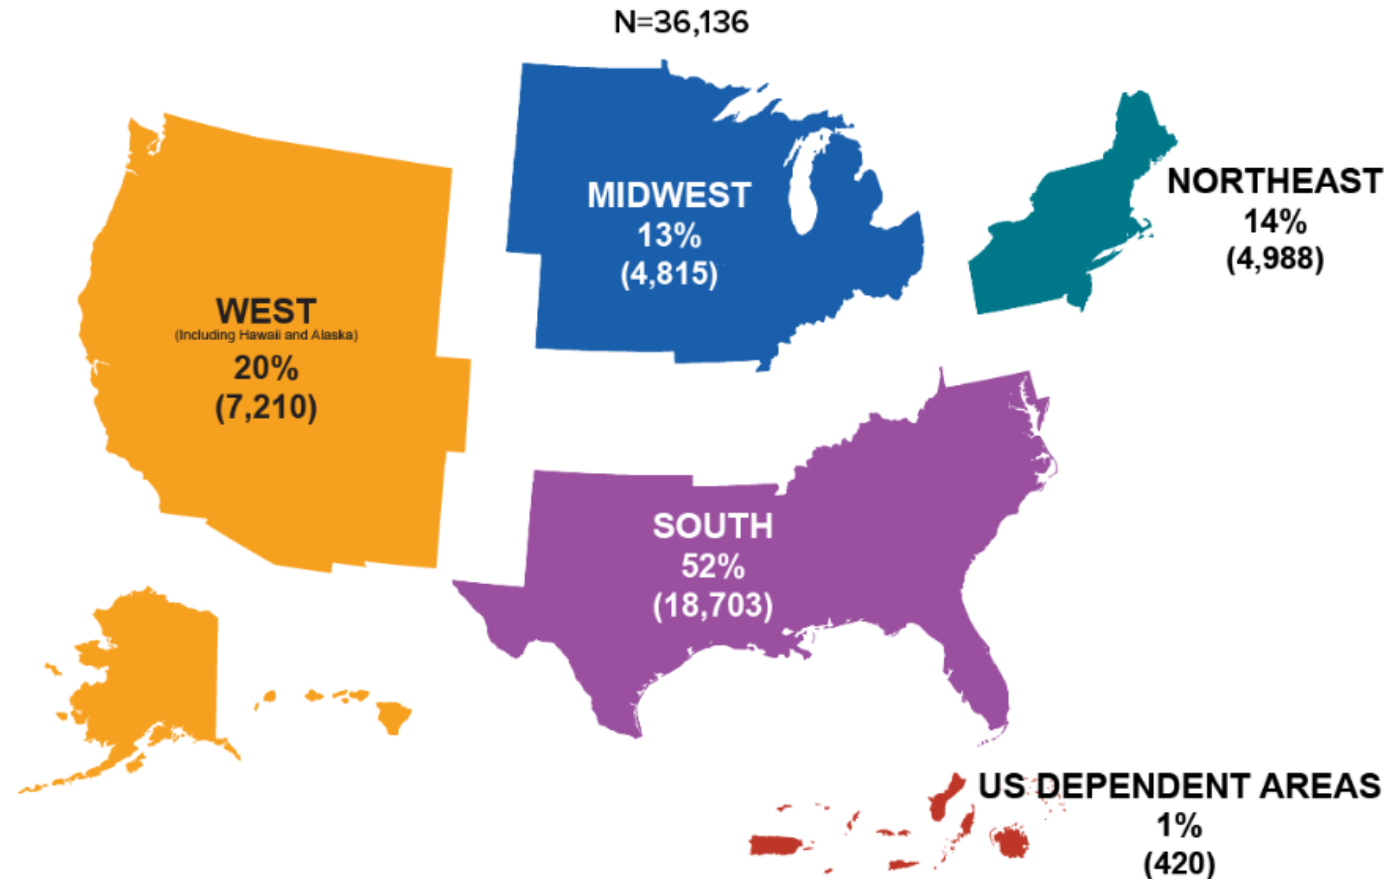 N=36,136
MIDWEST
13%
(4,815)
NORTHEAST
14%
(4,988)
WEST
(Including Hawaii and Alaska)
20%
(7,210)
SOUTH
52%
(18,703)
US DEPENDENT AREAS
1%
(420)